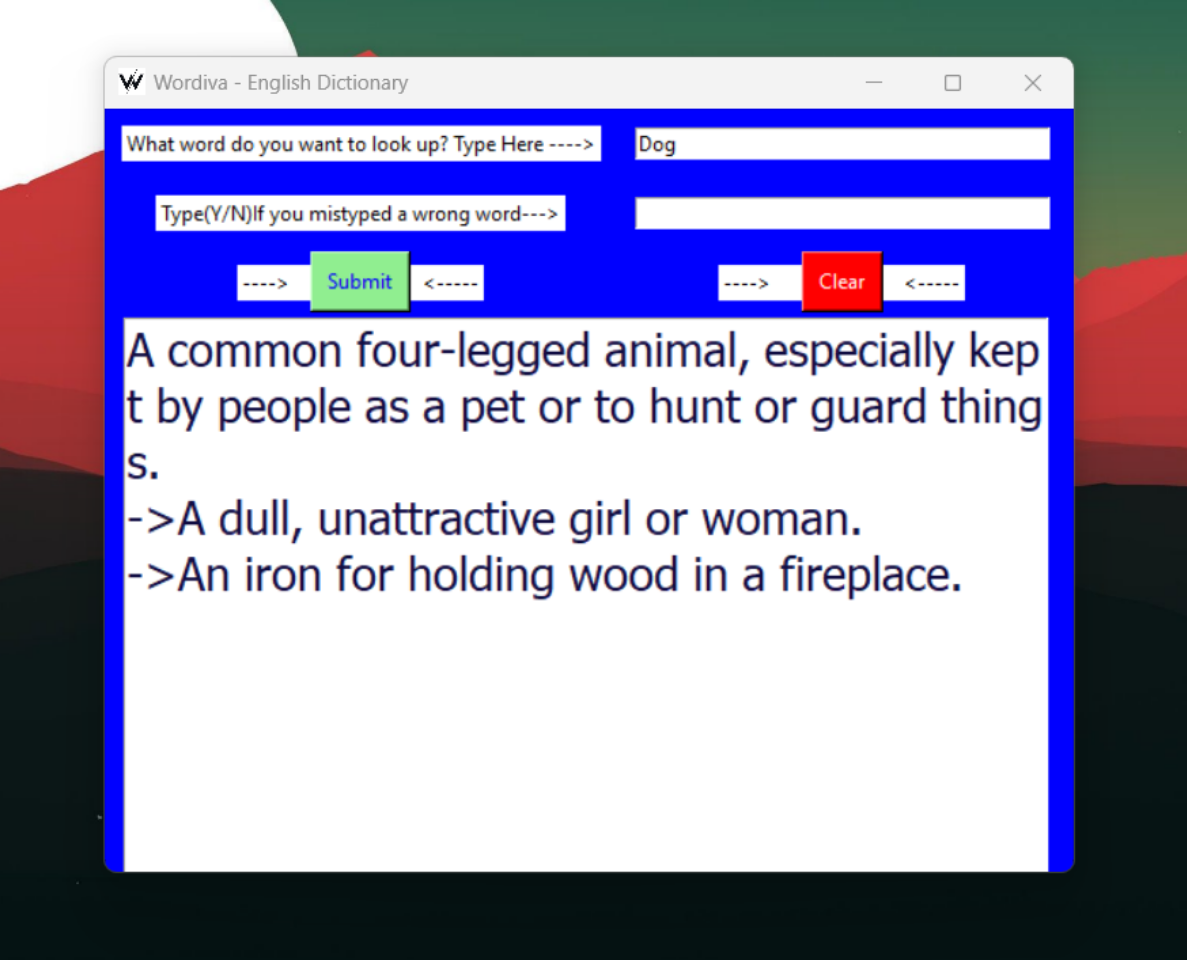 Wordiva - English Dictionary
What word do you want to look up? Type Here ---->
Dog
Type(Y/N)If you mistyped a wrong word--->
----> Submit <-----
----> Clear <-----
A common four-legged animal, especially kep
t by people as a pet or to hunt or guard thing
s.
->A dull, unattractive girl or woman.
->An iron for holding wood in a fireplace.